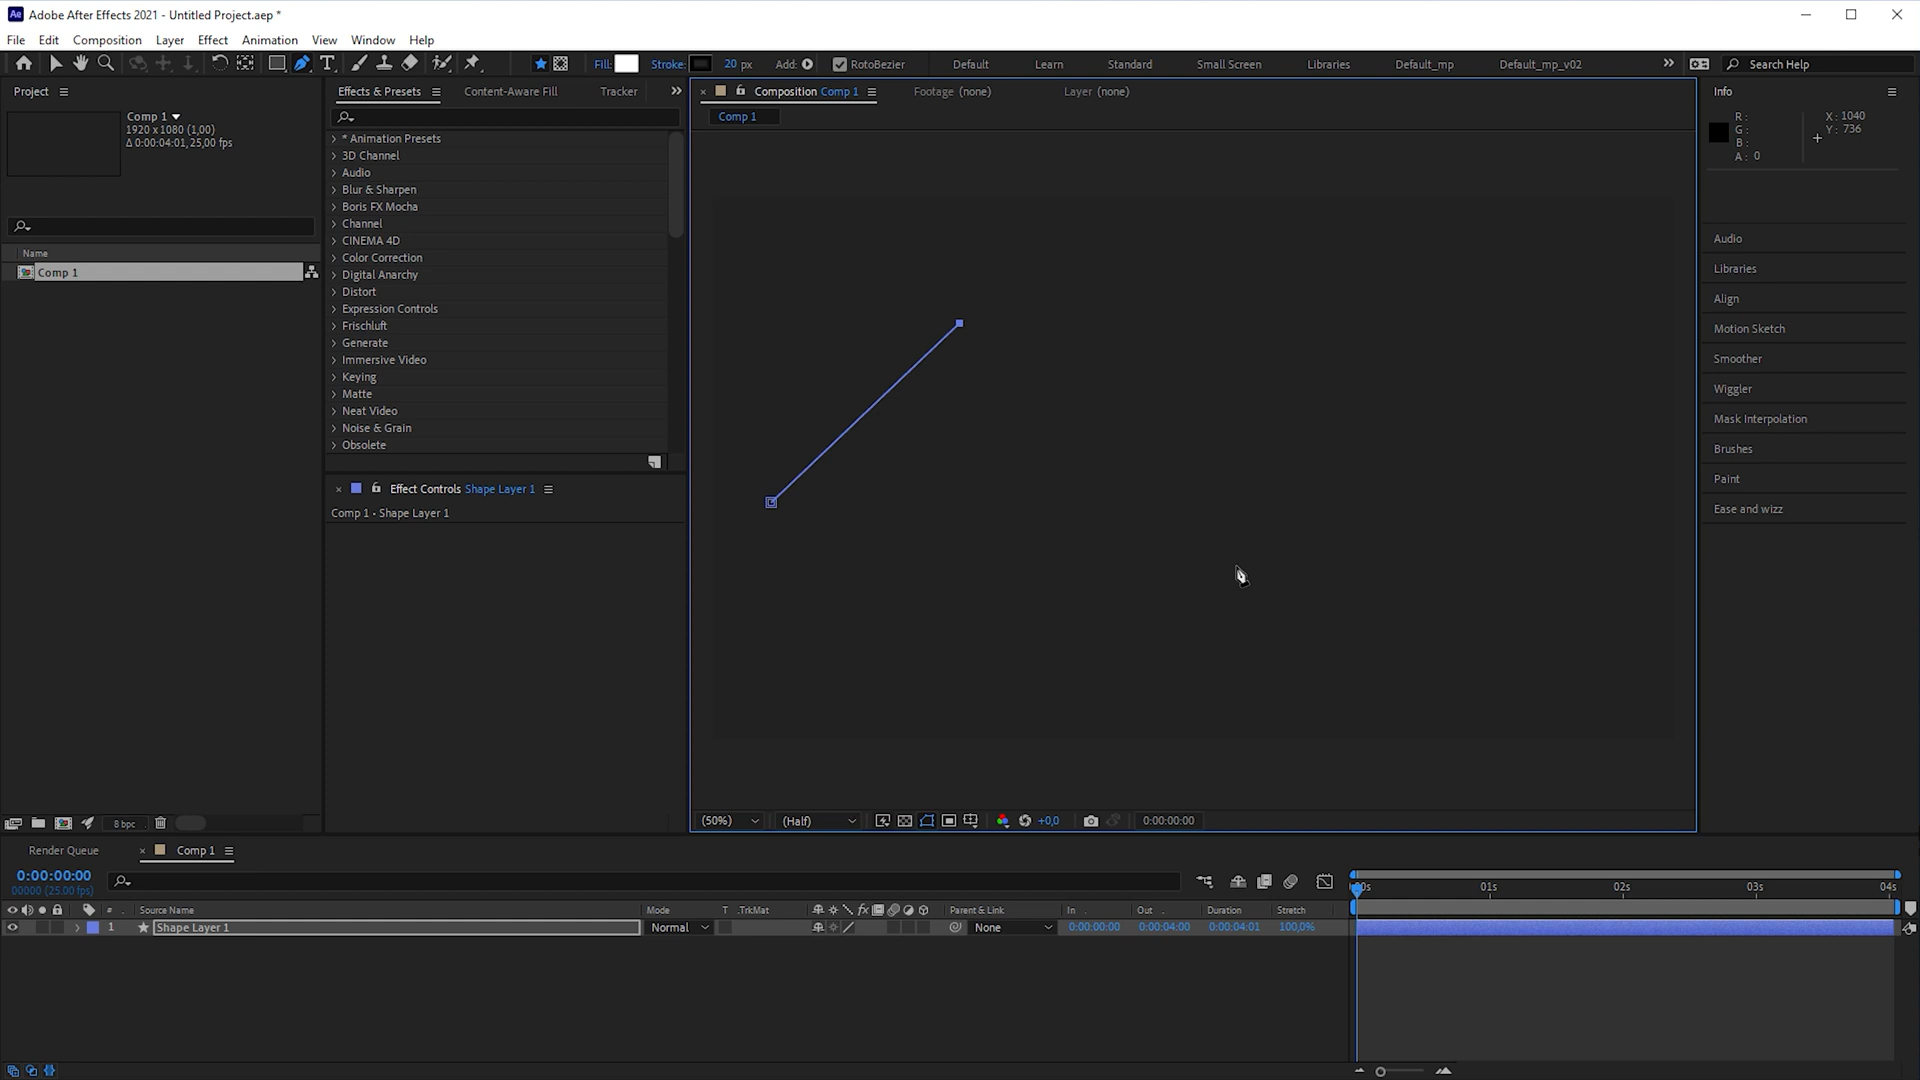 Adobe After Effects 2021 - Untitled Project.aep *
File Edit Composition Layer Effect Animation View Window Help
Fill: Stroke: 20 px Add: RotoBezier Default Learn Standard Small Screen Libraries Default_mp Default_mp_v02 Search Help
Project
Comp 1
1920 x 1080 (1,00)
Δ 0:00:04:01, 25,00 fps
Name
Comp 1
8 bpc
Effects & Presets Content-Aware Fill Tracker
* Animation Presets
3D Channel
Audio
Blur & Sharpen
Boris FX Mocha
Channel
CINEMA 4D
Color Correction
Digital Anarchy
Distort
Expression Controls
Frischluft
Generate
Immersive Video
Keying
Matte
Neat Video
Noise & Grain
Obsolete
Effect Controls Shape Layer 1
Comp 1 • Shape Layer 1
Composition Comp 1 Footage (none) Layer (none)
Comp 1
(50%) (Half) +0,0 0:00:00:00
Info
R :
G :
B :
A : 0
X : 1040
Y : 736
Audio
Libraries
Align
Motion Sketch
Smoother
Wiggler
Mask Interpolation
Brushes
Paint
Ease and wizz
Render Queue Comp 1
0:00:00:00
00000 (25.00 fps)
# Source Name Mode T .TrkMat fx Parent & Link In Out Duration Stretch
1 Shape Layer 1 Normal None 0:00:00:00 0:00:04:00 0:00:04:01 100,0%
01s 02s 03s 04s